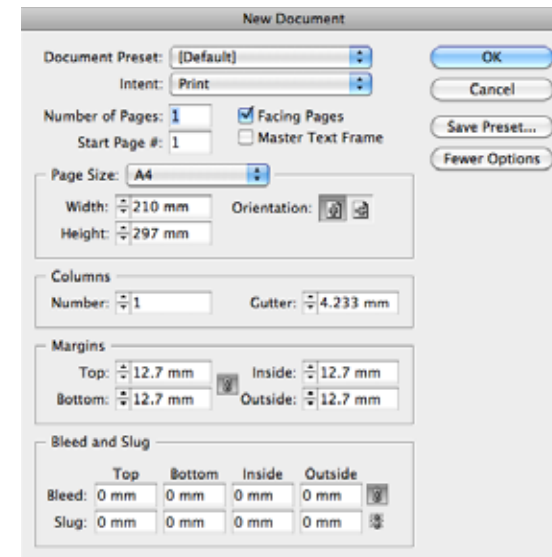 New Document
Document Preset: [Default]
OK
Intent: Print
Cancel
Number of Pages: 1 Facing Pages
Save Preset...
Start Page #: 1 Master Text Frame
Fewer Options
Page Size: A4
Width: 210 mm Orientation:
Height: 297 mm
Columns
Number: 1 Gutter: 4.233 mm
Margins
Top: 12.7 mm Inside: 12.7 mm
Bottom: 12.7 mm Outside: 12.7 mm
Bleed and Slug
Top Bottom Inside Outside
Bleed: 0 mm 0 mm 0 mm 0 mm
Slug: 0 mm 0 mm 0 mm 0 mm